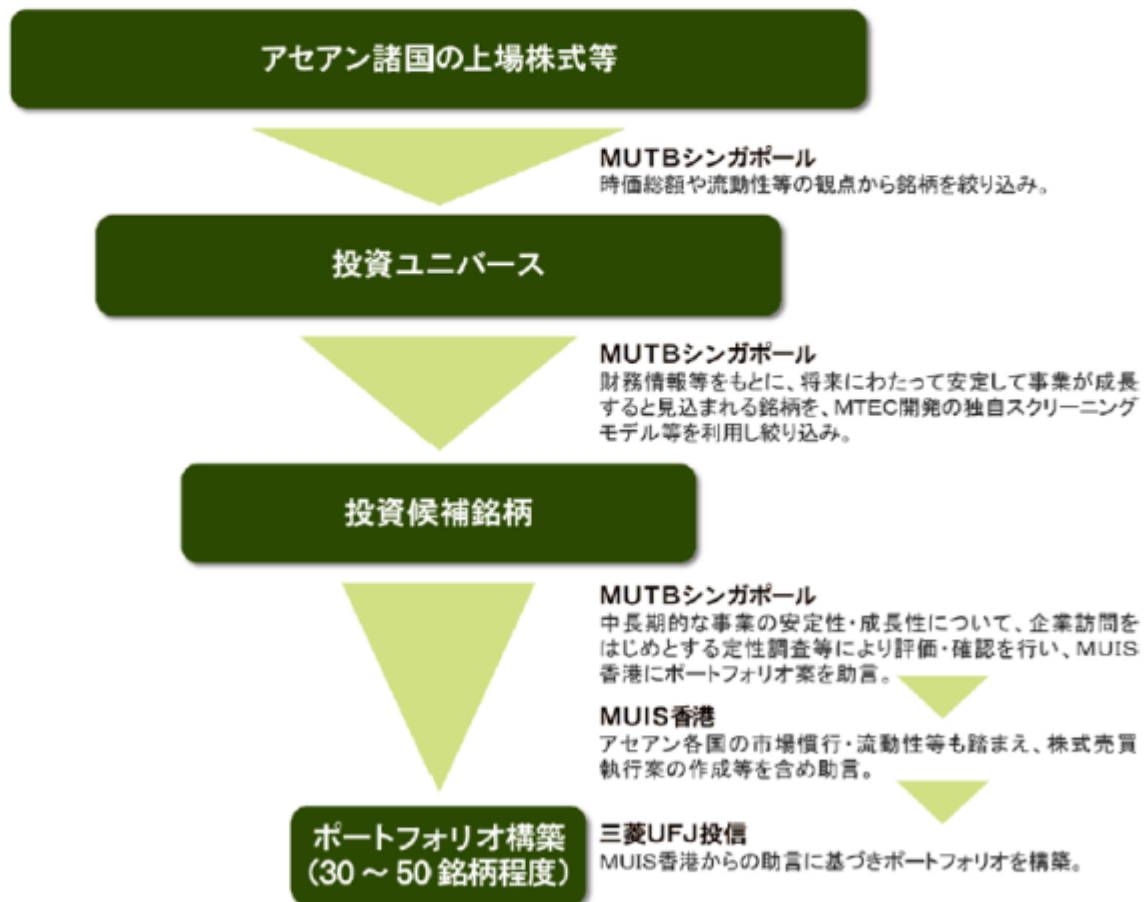 アセアン諸国の上場株式等
MUTBシンガポール
時価総額や流動性等の観点から銘柄を絞り込み。
投資ユニバース
MUTBシンガポール
財務情報等をもとに、将来にわたって安定して事業が成長
すると見込まれる銘柄を、MTEC開発の独自スクリーニング
モデル等を利用し絞り込み。
投資候補銘柄
MUTBシンガポール
中長期的な事業の安定性・成長性について、企業訪問を
はじめとする定性調査等により評価・確認を行い、MUIS
香港にポートフォリオ案を助言。
MUIS香港
アセアン各国の市場慣行・流動性等も踏まえ、株式売買
執行案の作成等を含め助言。
ポートフォリオ構築
(30 ~ 50 銘柄程度)
三菱UFJ投信
MUIS香港からの助言に基づきポートフォリオを構築。